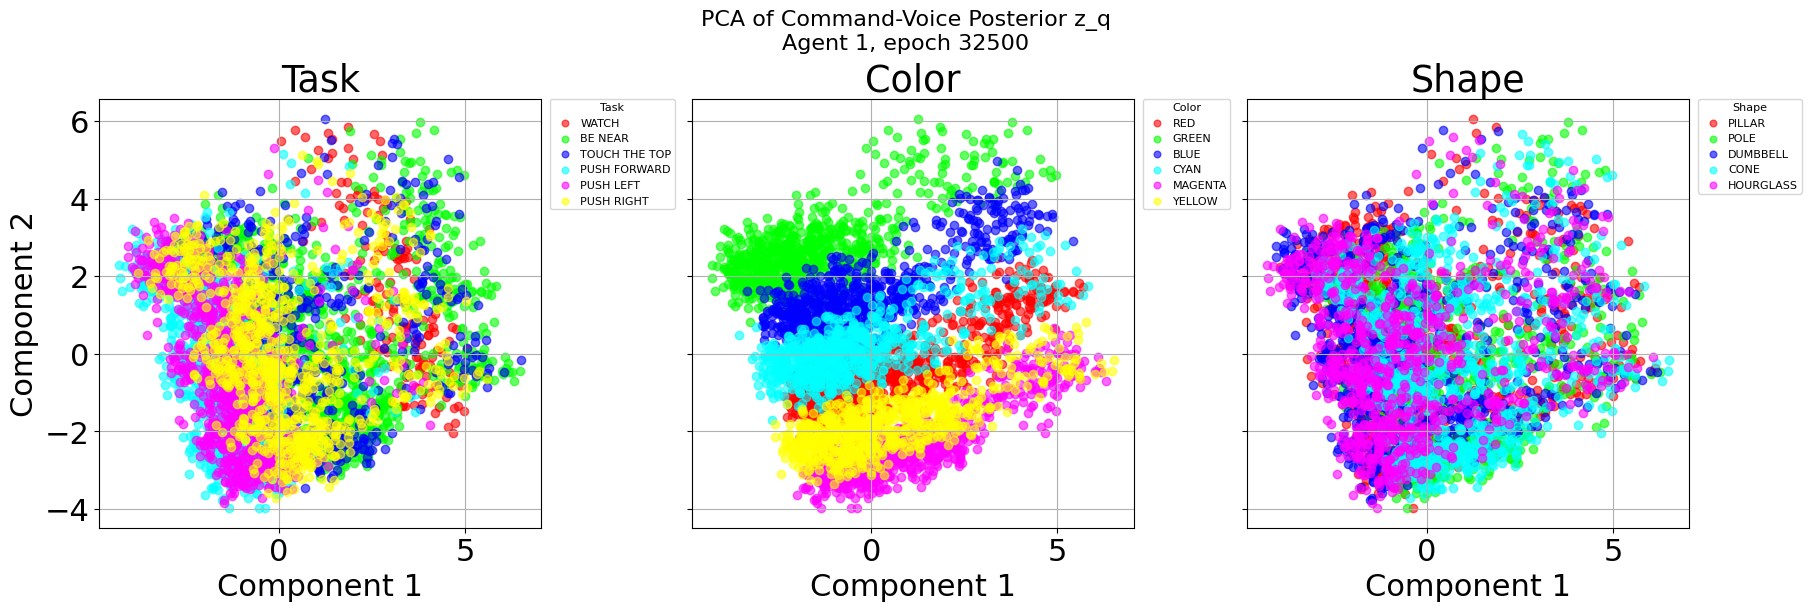 PCA of Command-Voice Posterior z_q
Agent 1, epoch 32500
Task
Color
Shape
Component 2
6
4
2
0
−2
−4
0
5
Component 1
Task
WATCH
BE NEAR
TOUCH THE TOP
PUSH FORWARD
PUSH LEFT
PUSH RIGHT
0
5
Component 1
Color
RED
GREEN
BLUE
CYAN
MAGENTA
YELLOW
0
5
Component 1
Shape
PILLAR
POLE
DUMBBELL
CONE
HOURGLASS